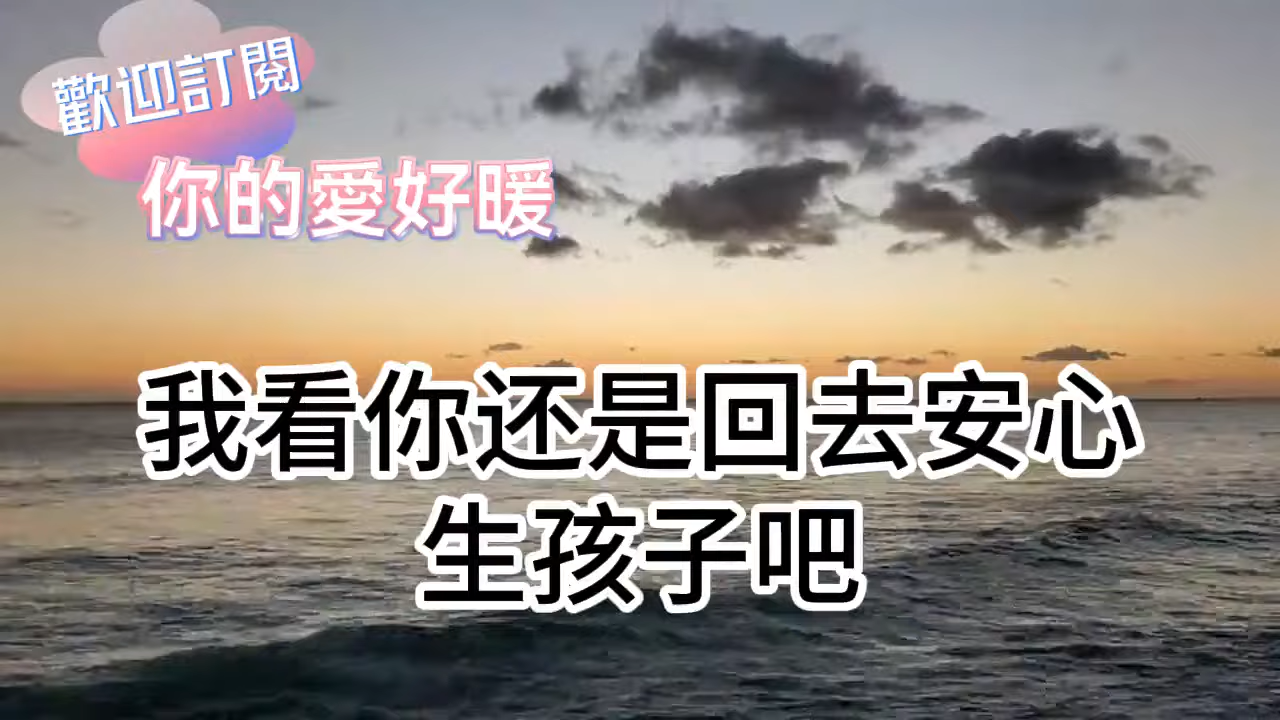 歡迎訂閱
你的愛好暖
我看你还是回去安心
生孩子吧